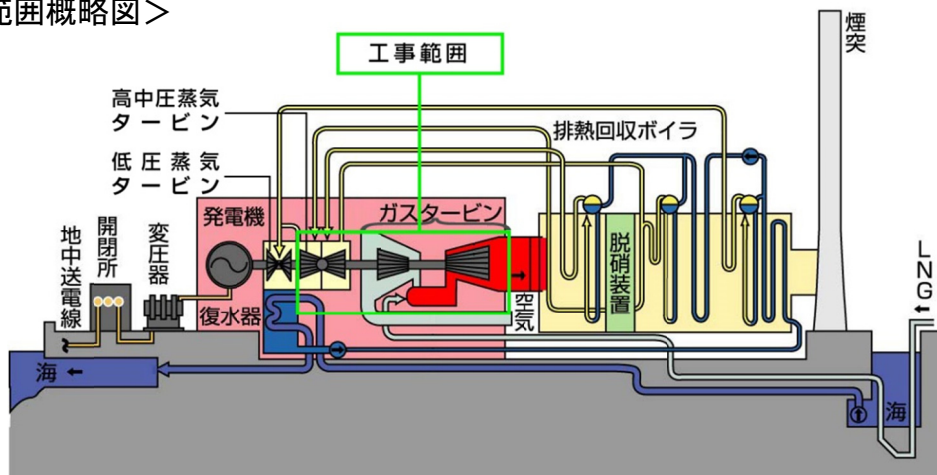 範囲概略図＞
工事範囲
煙突
高中圧蒸気
タービン
排熱回収ボイラ
低圧蒸気
タービン
発電機
ガスタービン
地中送電線
開閉所
変圧器
脱硝装置
LNG
復水器
空気
海
海